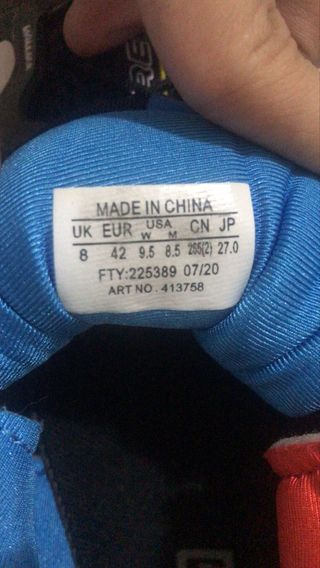 MADE IN CHINA
UK EUR USA W USA M CN JP
8 42 9.5 8.5 265(2) 27.0
FTY:225389 07/20
ART NO. 413758